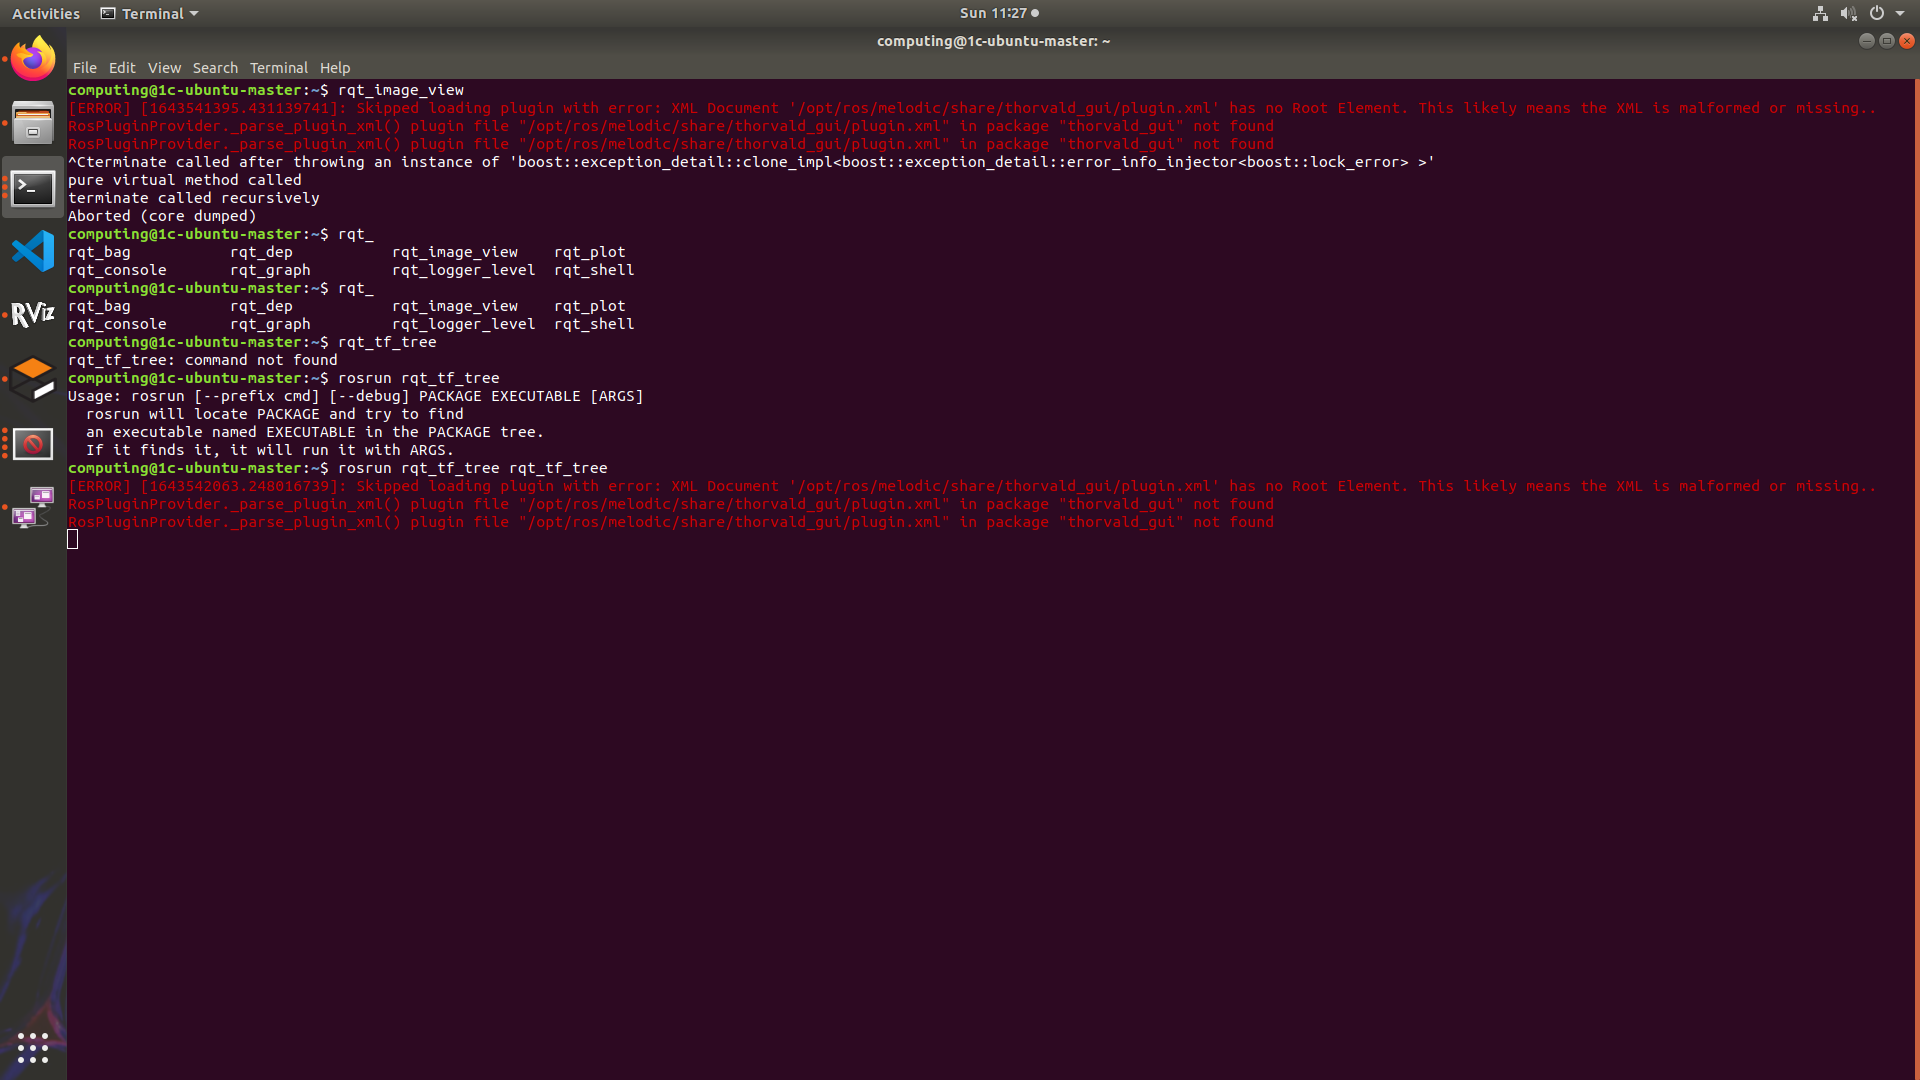 Activities Terminal Sun 11:27
computing@1c-ubuntu-master: ~
File Edit View Search Terminal Help
computing@1c-ubuntu-master:~$ rqt_image_view
[ERROR] [1643541395.431139741]: Skipped loading plugin with error: XML Document '/opt/ros/melodic/share/thorvald_gui/plugin.xml' has no Root Element. This likely means the XML is malformed or missing..
RosPluginProvider._parse_plugin_xml() plugin file "/opt/ros/melodic/share/thorvald_gui/plugin.xml" in package "thorvald_gui" not found
RosPluginProvider._parse_plugin_xml() plugin file "/opt/ros/melodic/share/thorvald_gui/plugin.xml" in package "thorvald_gui" not found
^Cterminate called after throwing an instance of 'boost::exception_detail::clone_impl<boost::exception_detail::error_info_injector<boost::lock_error> >'
pure virtual method called
terminate called recursively
Aborted (core dumped)
computing@1c-ubuntu-master:~$ rqt_
rqt_bag rqt_dep rqt_image_view rqt_plot
rqt_console rqt_graph rqt_logger_level rqt_shell
computing@1c-ubuntu-master:~$ rqt_
rqt_bag rqt_dep rqt_image_view rqt_plot
rqt_console rqt_graph rqt_logger_level rqt_shell
computing@1c-ubuntu-master:~$ rqt_tf_tree
rqt_tf_tree: command not found
computing@1c-ubuntu-master:~$ rosrun rqt_tf_tree
Usage: rosrun [--prefix cmd] [--debug] PACKAGE EXECUTABLE [ARGS]
rosrun will locate PACKAGE and try to find
an executable named EXECUTABLE in the PACKAGE tree.
If it finds it, it will run it with ARGS.
computing@1c-ubuntu-master:~$ rosrun rqt_tf_tree rqt_tf_tree
[ERROR] [1643542063.248016739]: Skipped loading plugin with error: XML Document '/opt/ros/melodic/share/thorvald_gui/plugin.xml' has no Root Element. This likely means the XML is malformed or missing..
RosPluginProvider._parse_plugin_xml() plugin file "/opt/ros/melodic/share/thorvald_gui/plugin.xml" in package "thorvald_gui" not found
RosPluginProvider._parse_plugin_xml() plugin file "/opt/ros/melodic/share/thorvald_gui/plugin.xml" in package "thorvald_gui" not found
RViz